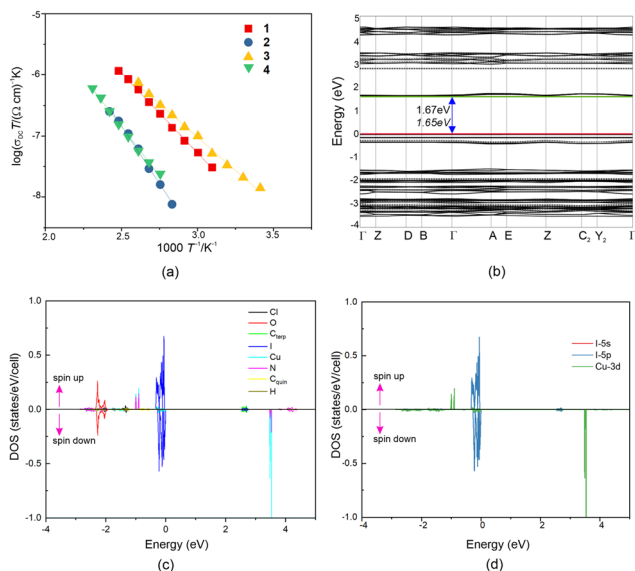 -5
-6
-7
-8
log(σDCT/(Ω cm)⁻¹K)
1
2
3
4
2.0 2.5 3.0 3.5
1000 T⁻¹/K⁻¹
(a)
5
4
3
2
1
0
-1
-2
-3
-4
Energy (eV)
1.67eV
1.65eV
Γ Z D B Γ A E Z C₂ Y₂ Γ
(b)
1.0
0.5
0.0
-0.5
-1.0
DOS (states/eV/cell)
spin up
spin down
Cl
O
Cterp
I
Cu
N
Cquin
H
-4 -2 0 2 4
Energy (eV)
(c)
1.0
0.5
0.0
-0.5
-1.0
DOS (states/eV/cell)
spin up
spin down
I-5s
I-5p
Cu-3d
-4 -2 0 2 4
Energy (eV)
(d)